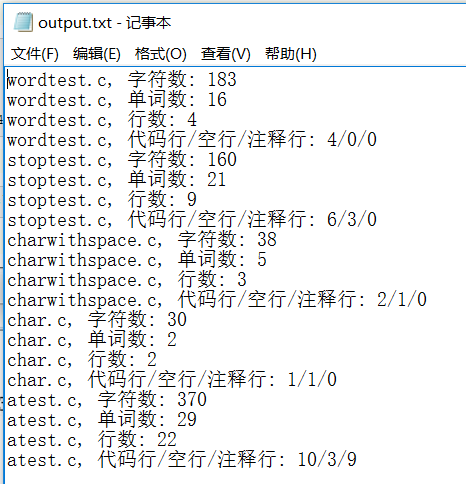 output.txt - 记事本
文件(F) 编辑(E) 格式(O) 查看(V) 帮助(H)
wordtest.c, 字符数: 183
wordtest.c, 单词数: 16
wordtest.c, 行数: 4
wordtest.c, 代码行/空行/注释行: 4/0/0
stoptest.c, 字符数: 160
stoptest.c, 单词数: 21
stoptest.c, 行数: 9
stoptest.c, 代码行/空行/注释行: 6/3/0
charwithspace.c, 字符数: 38
charwithspace.c, 单词数: 5
charwithspace.c, 行数: 3
charwithspace.c, 代码行/空行/注释行: 2/1/0
char.c, 字符数: 30
char.c, 单词数: 2
char.c, 行数: 2
char.c, 代码行/空行/注释行: 1/1/0
atest.c, 字符数: 370
atest.c, 单词数: 29
atest.c, 行数: 22
atest.c, 代码行/空行/注释行: 10/3/9